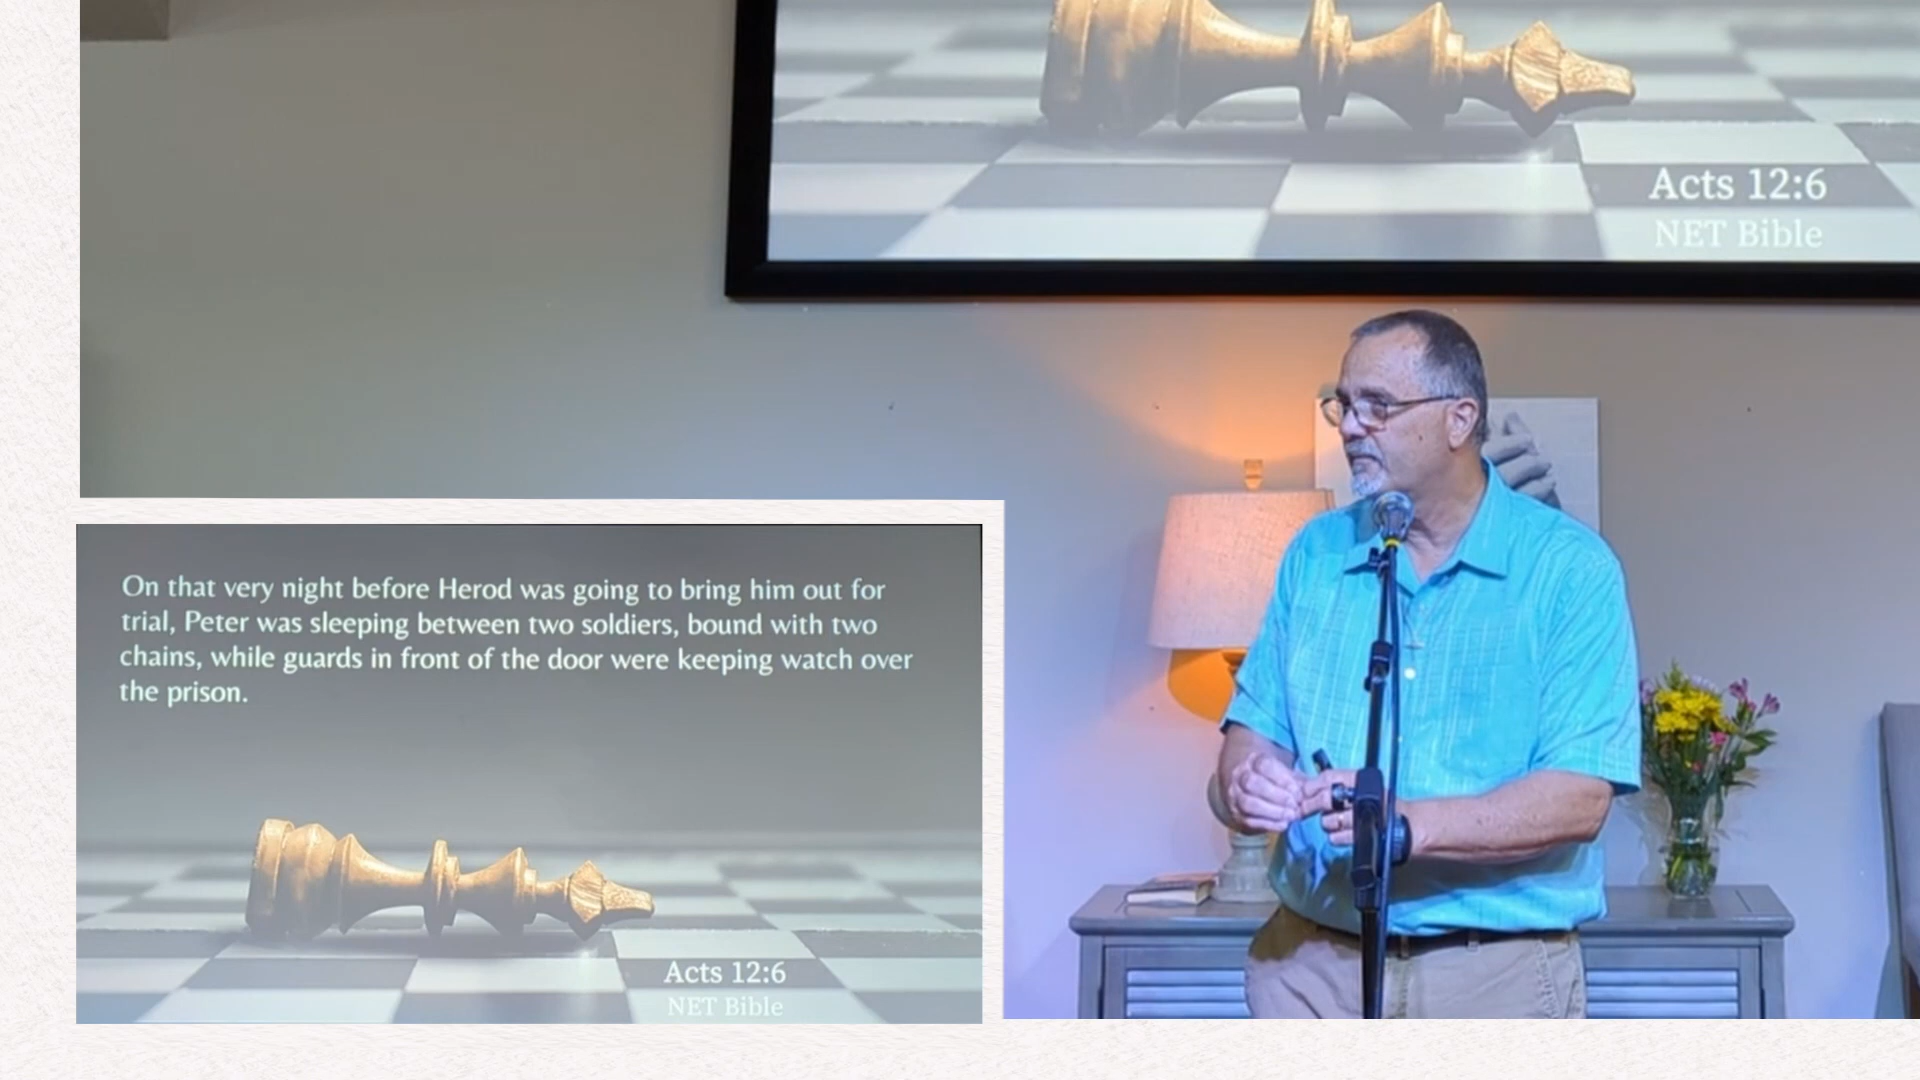 Acts 12:6
NET Bible
On that very night before Herod was going to bring him out for
trial, Peter was sleeping between two soldiers, bound with two
chains, while guards in front of the door were keeping watch over
the prison.
Acts 12:6
NET Bible